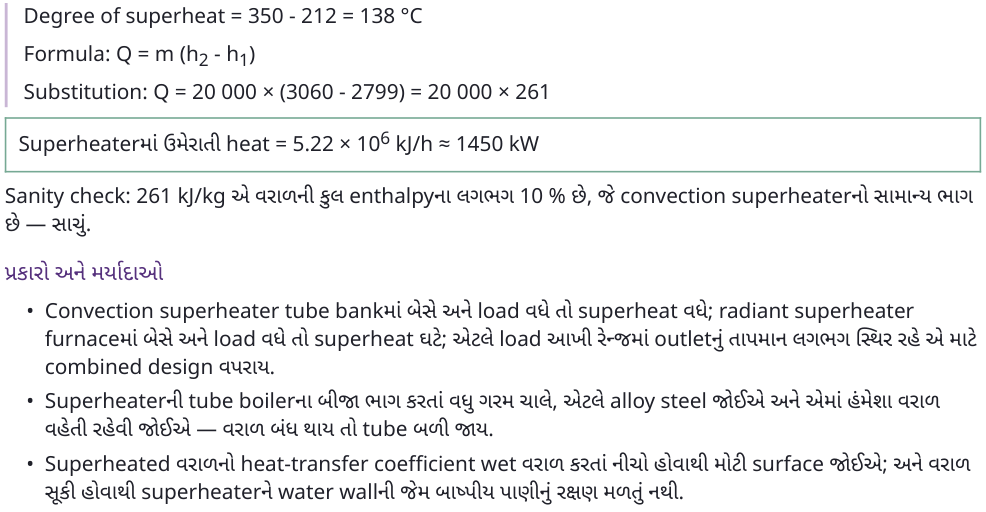 Degree of superheat = 350 - 212 = 138 °C
Formula: Q = m (h₂ - h₁)
Substitution: Q = 20 000 × (3060 - 2799) = 20 000 × 261
Superheaterમાં ઉમેરાતી heat = 5.22 × 10⁶ kJ/h ≈ 1450 kW
Sanity check: 261 kJ/kg એ વરાળની કુલ enthalpyના લગભગ 10 % છે, જે convection superheaterનો સામાન્ય ભાગ
છે — સાચું.
પ્રકારો અને મર્યાદાઓ
• Convection superheater tube bankમાં બેસે અને load વધે તો superheat વધે; radiant superheater
furnaceમાં બેસે અને load વધે તો superheat ઘટે; એટલે load આખી રેન્જમાં outletનું તાપમાન લગભગ સ્થિર રહે એ માટે
combined design વપરાય.
• Superheaterની tube boilerના બીજા ભાગ કરતાં વધુ ગરમ ચાલે, એટલે alloy steel જોઈએ અને એમાં હંમેશા વરાળ
વહેતી રહેવી જોઈએ — વરાળ બંધ થાય તો tube બળી જાય.
• Superheated વરાળનો heat-transfer coefficient wet વરાળ કરતાં નીચો હોવાથી મોટી surface જોઈએ; અને વરાળ
સૂકી હોવાથી superheaterને water wallની જેમ બાષ્પીય પાણીનું રક્ષણ મળતું નથી.